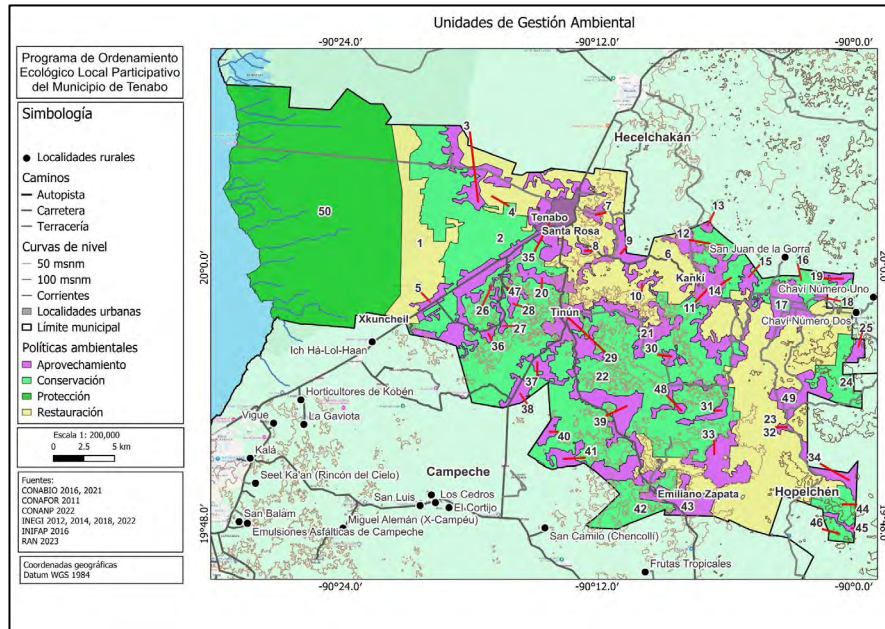 Unidades de Gestión Ambiental
Programa de Ordenamiento
Ecológico Local Participativo
del Municipio de Tenabo
Simbología
Localidades rurales
Caminos
Autopista
Carretera
Terracería
Curvas de nivel
50 msnm
100 msnm
Corrientes
Localidades urbanas
Límite municipal
Políticas ambientales
Aprovechamiento
Conservación
Protección
Restauración
Escala 1: 200,000
0 2.5 5 km
Fuentes:
CONABIO 2016, 2021
CONAFOR 2011
CONANP 2022
INEGI 2012, 2014, 2018, 2022
INIFAP 2016
RAN 2023
Coordenadas geográficas
Datum WGS 1984
-90°24.0' -90°12.0' -90°0.0'
20°0.0'
19°48.0'
20°0.0'
19°48.0'
-90°24.0' -90°12.0' -90°0.0'
Hecelchakán
3
50
1
4
2
Tenabo
7
Santa Rosa
8
9
35
5
13
12
San Juan de la Gorra
6
Kankí
15
16
19
Chaví Número Uno
18
17
Chaví Número Dos
14
11
10
20
47
26
28
27
36
Xkuncheil
Tinún
21
30
29
22
25
24
Ich Há-Lol-Haan
37
38
48
31
49
39
33
23
32
40
41
34
Horticultores de Kobén
Vigue
La Gaviota
Kalá
Seet Ka'an (Rincón del Cielo)
Campeche
San Luis
Los Cedros
El Cortijo
San Balám
Miguel Alemán (X-Campéu)
Emulsiones Asfálticas de Campeche
Emiliano Zapata
42
43
Hopelchén
44
46
45
San Camilo (Chencollí)
Frutas Tropicales